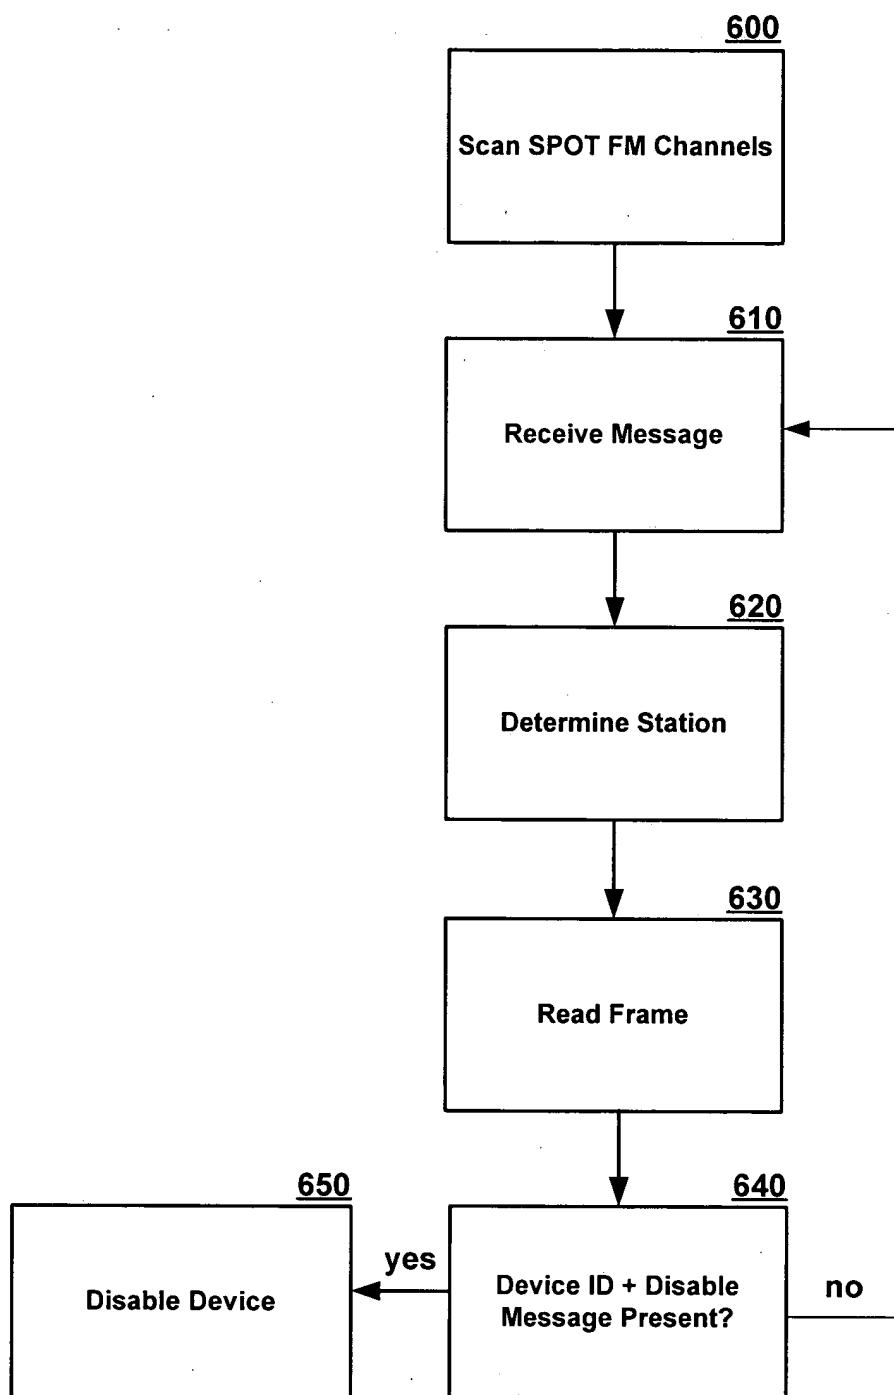 600
Scan SPOT FM Channels
610
Receive Message
620
Determine Station
630
Read Frame
650
640
yes
Disable Device
Device ID + Disable
Message Present?
no